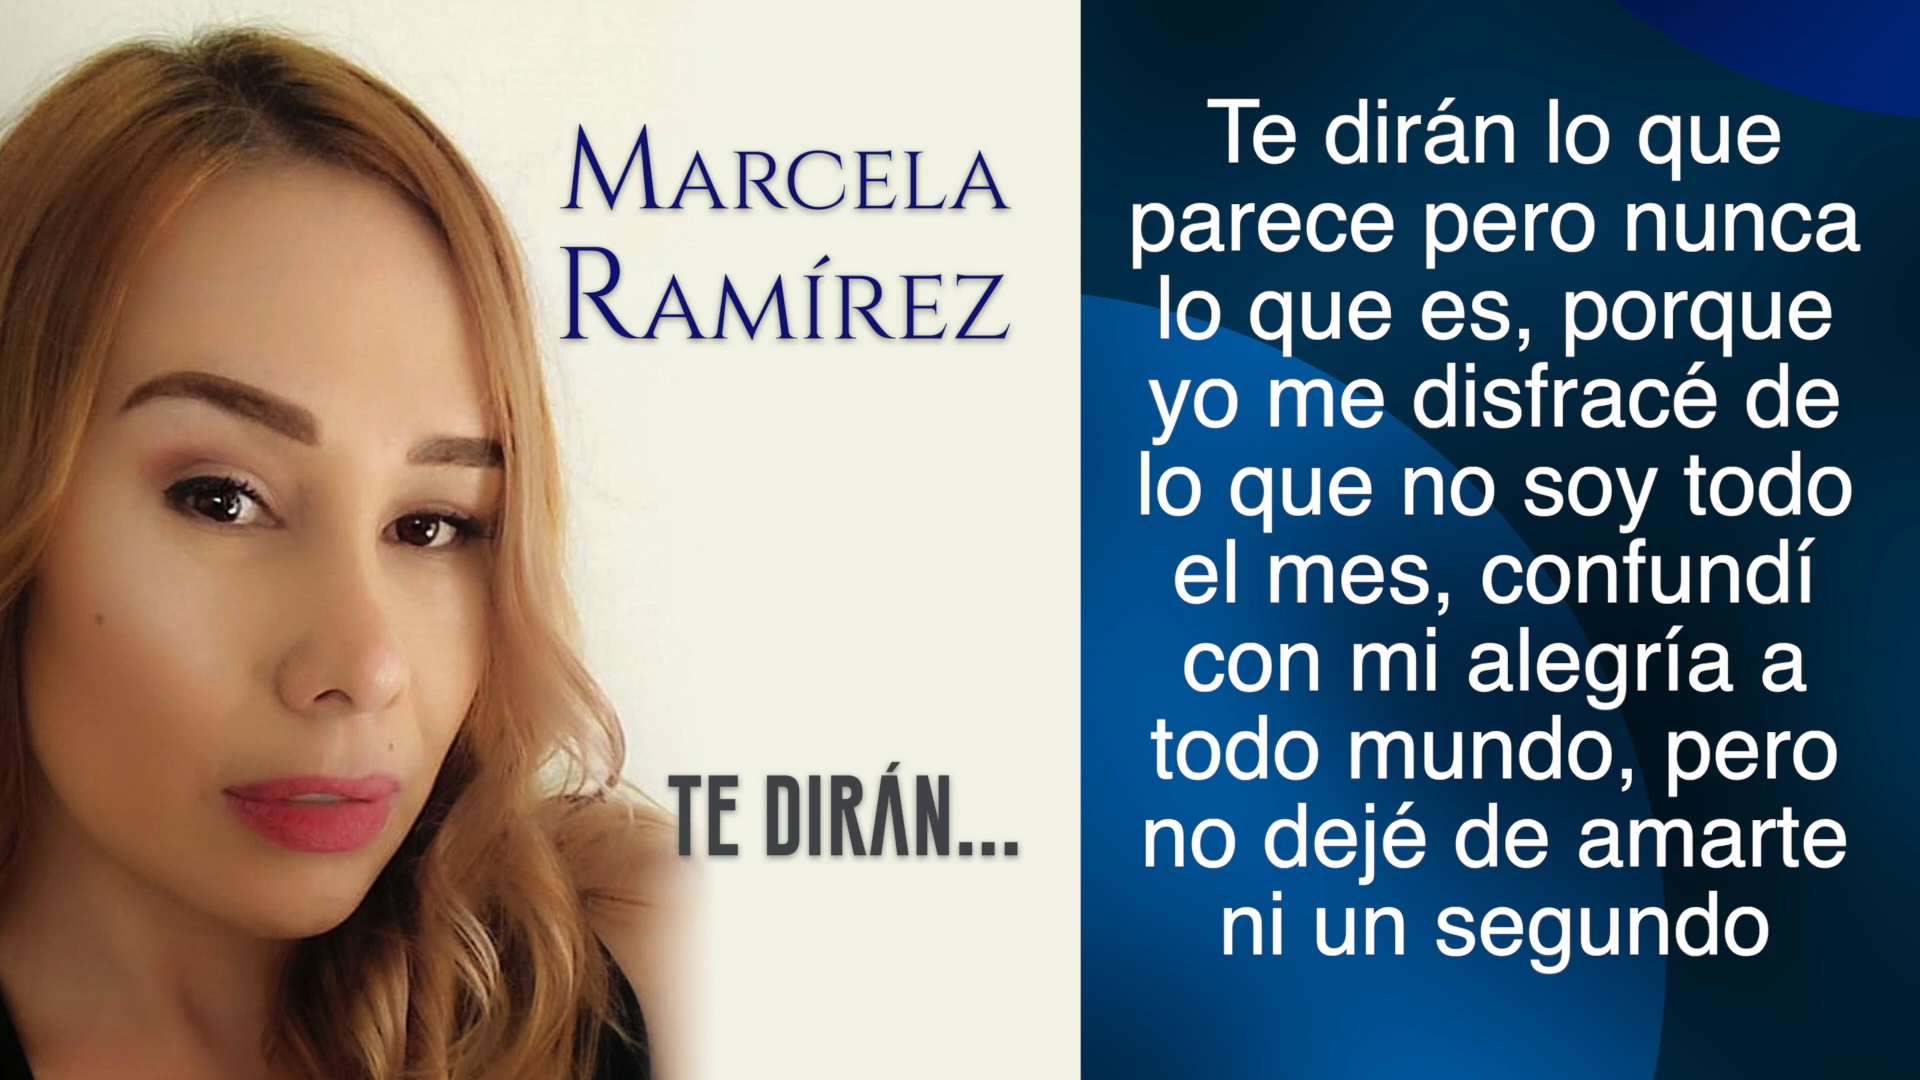 MARCELA
RAMÍREZ
TE DIRÁN...
Te dirán lo que
parece pero nunca
lo que es, porque
yo me disfracé de
lo que no soy todo
el mes, confundí
con mi alegría a
todo mundo, pero
no dejé de amarte
ni un segundo